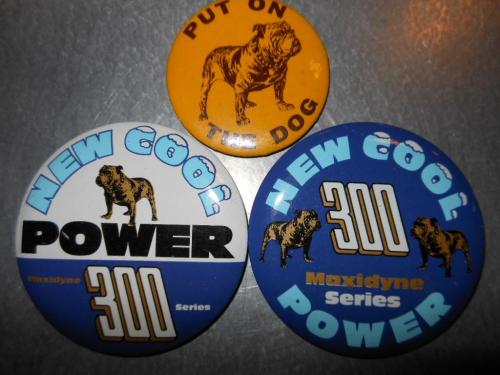 PUT ON
THE DOG
NEW COOL
POWER
Maxidyne 300 Series
NEW COOL
300
Maxidyne
Series
POWER